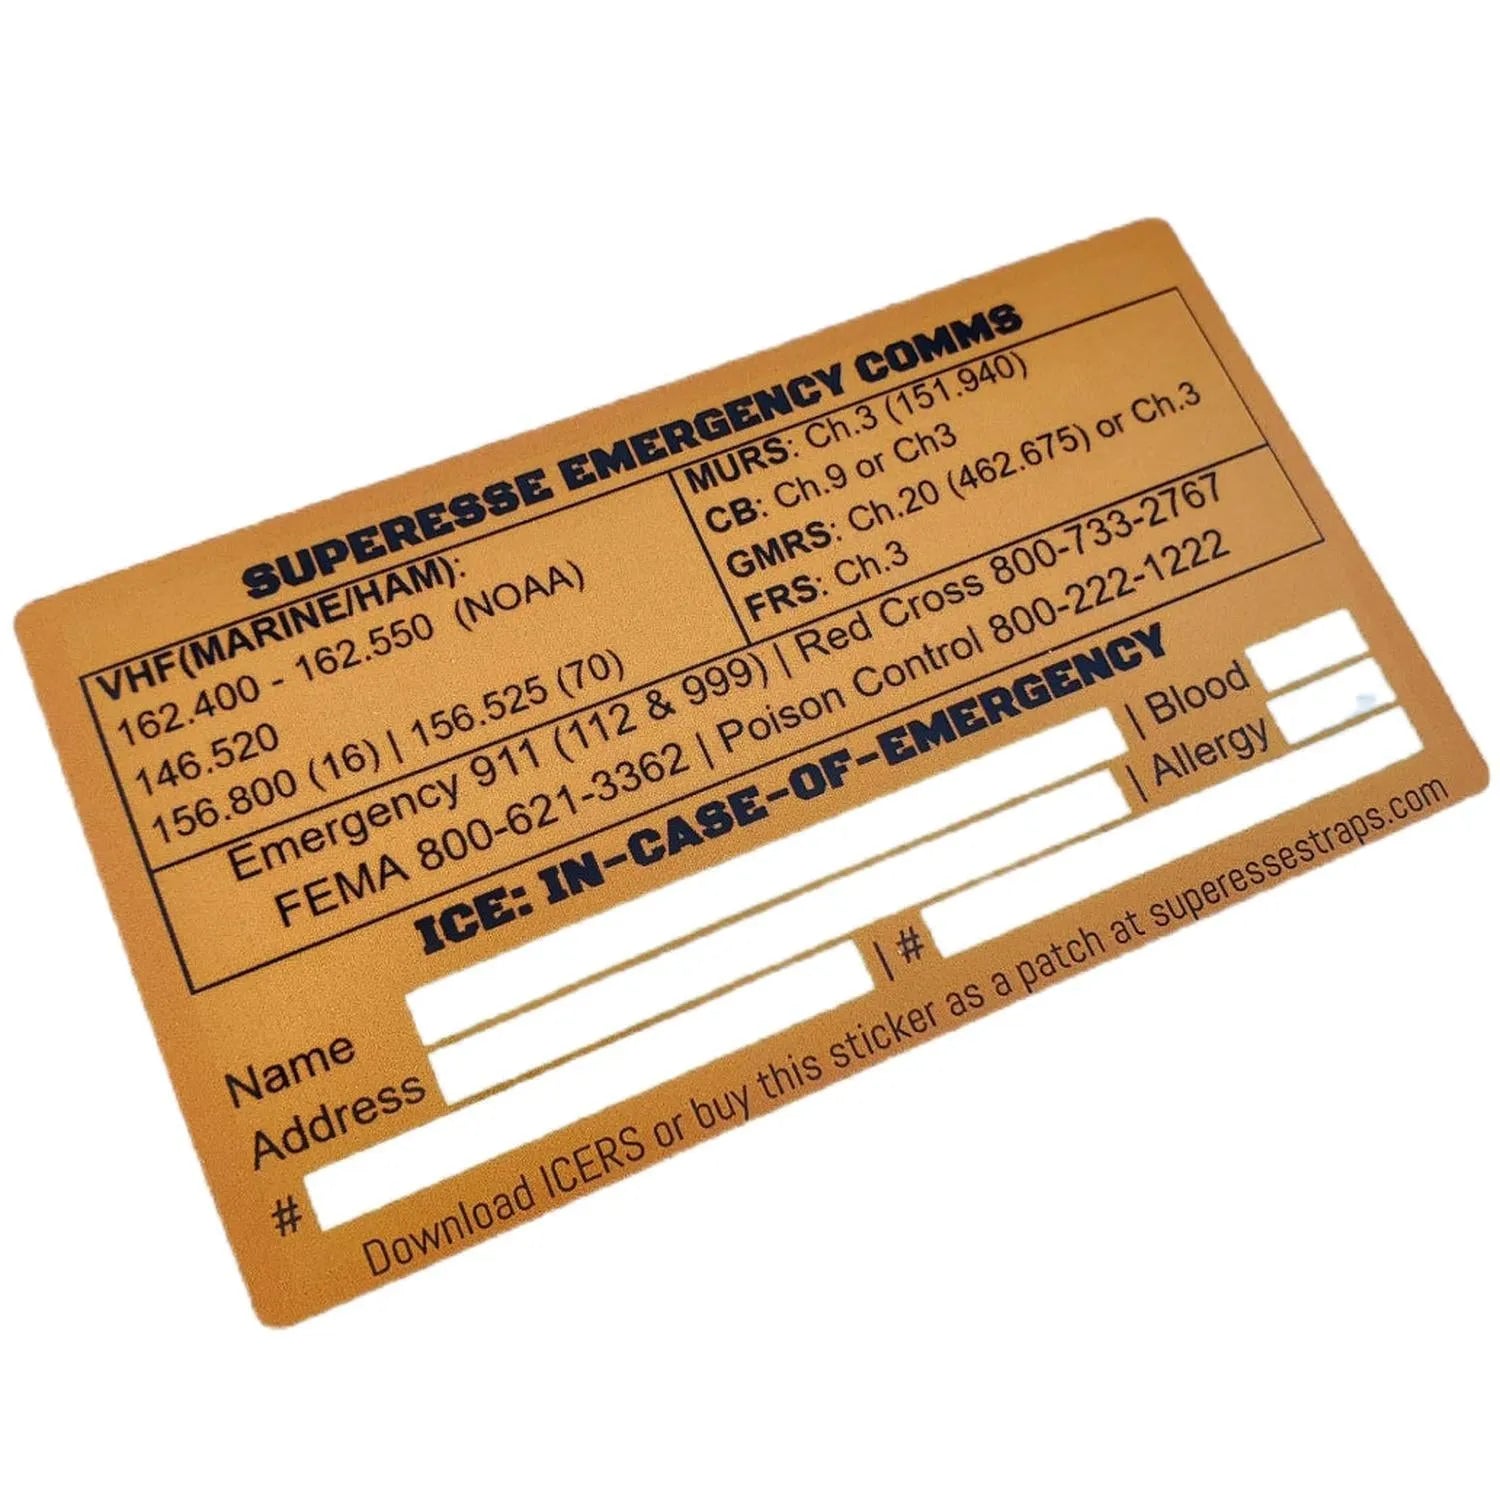 SUPERESSE EMERGENCY COMMS
VHF(MARINE/HAM):
162.400 - 162.550 (NOAA)
146.520
156.800 (16) | 156.525 (70)
MURS: Ch.3 (151.940)
CB: Ch.9 or Ch3
GMRS: Ch.20 (462.675) or Ch.3
FRS: Ch.3
Emergency 911 (112 & 999) | Red Cross 800-733-2767
FEMA 800-621-3362 | Poison Control 800-222-1222
ICE: IN-CASE-OF-EMERGENCY
Name | Blood
Address | Allergy
# | #
Download ICERS or buy this sticker as a patch at superessestraps.com